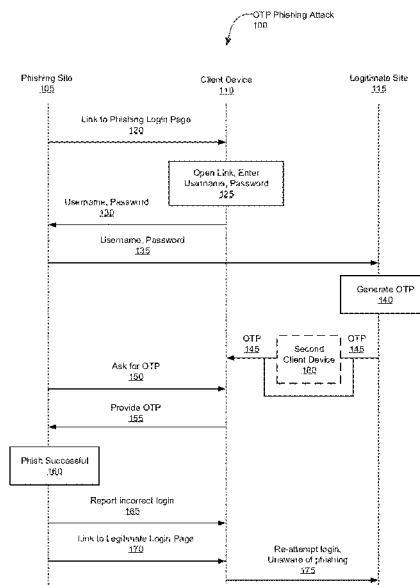 OTP Phishing Attack
100
Phishing Site
105
Client Device
110
Legitimate Site
115
Link to Phishing Login Page
120
Open Link, Enter
Username, Password
125
Username, Password
130
Username, Password
135
Generate OTP
140
OTP
145
Second
Client Device
180
OTP
145
Ask for OTP
150
Provide OTP
155
Phish Successful
160
Report incorrect login
165
Link to Legitimate Login Page
170
Re-attempt login,
Unaware of phishing
175